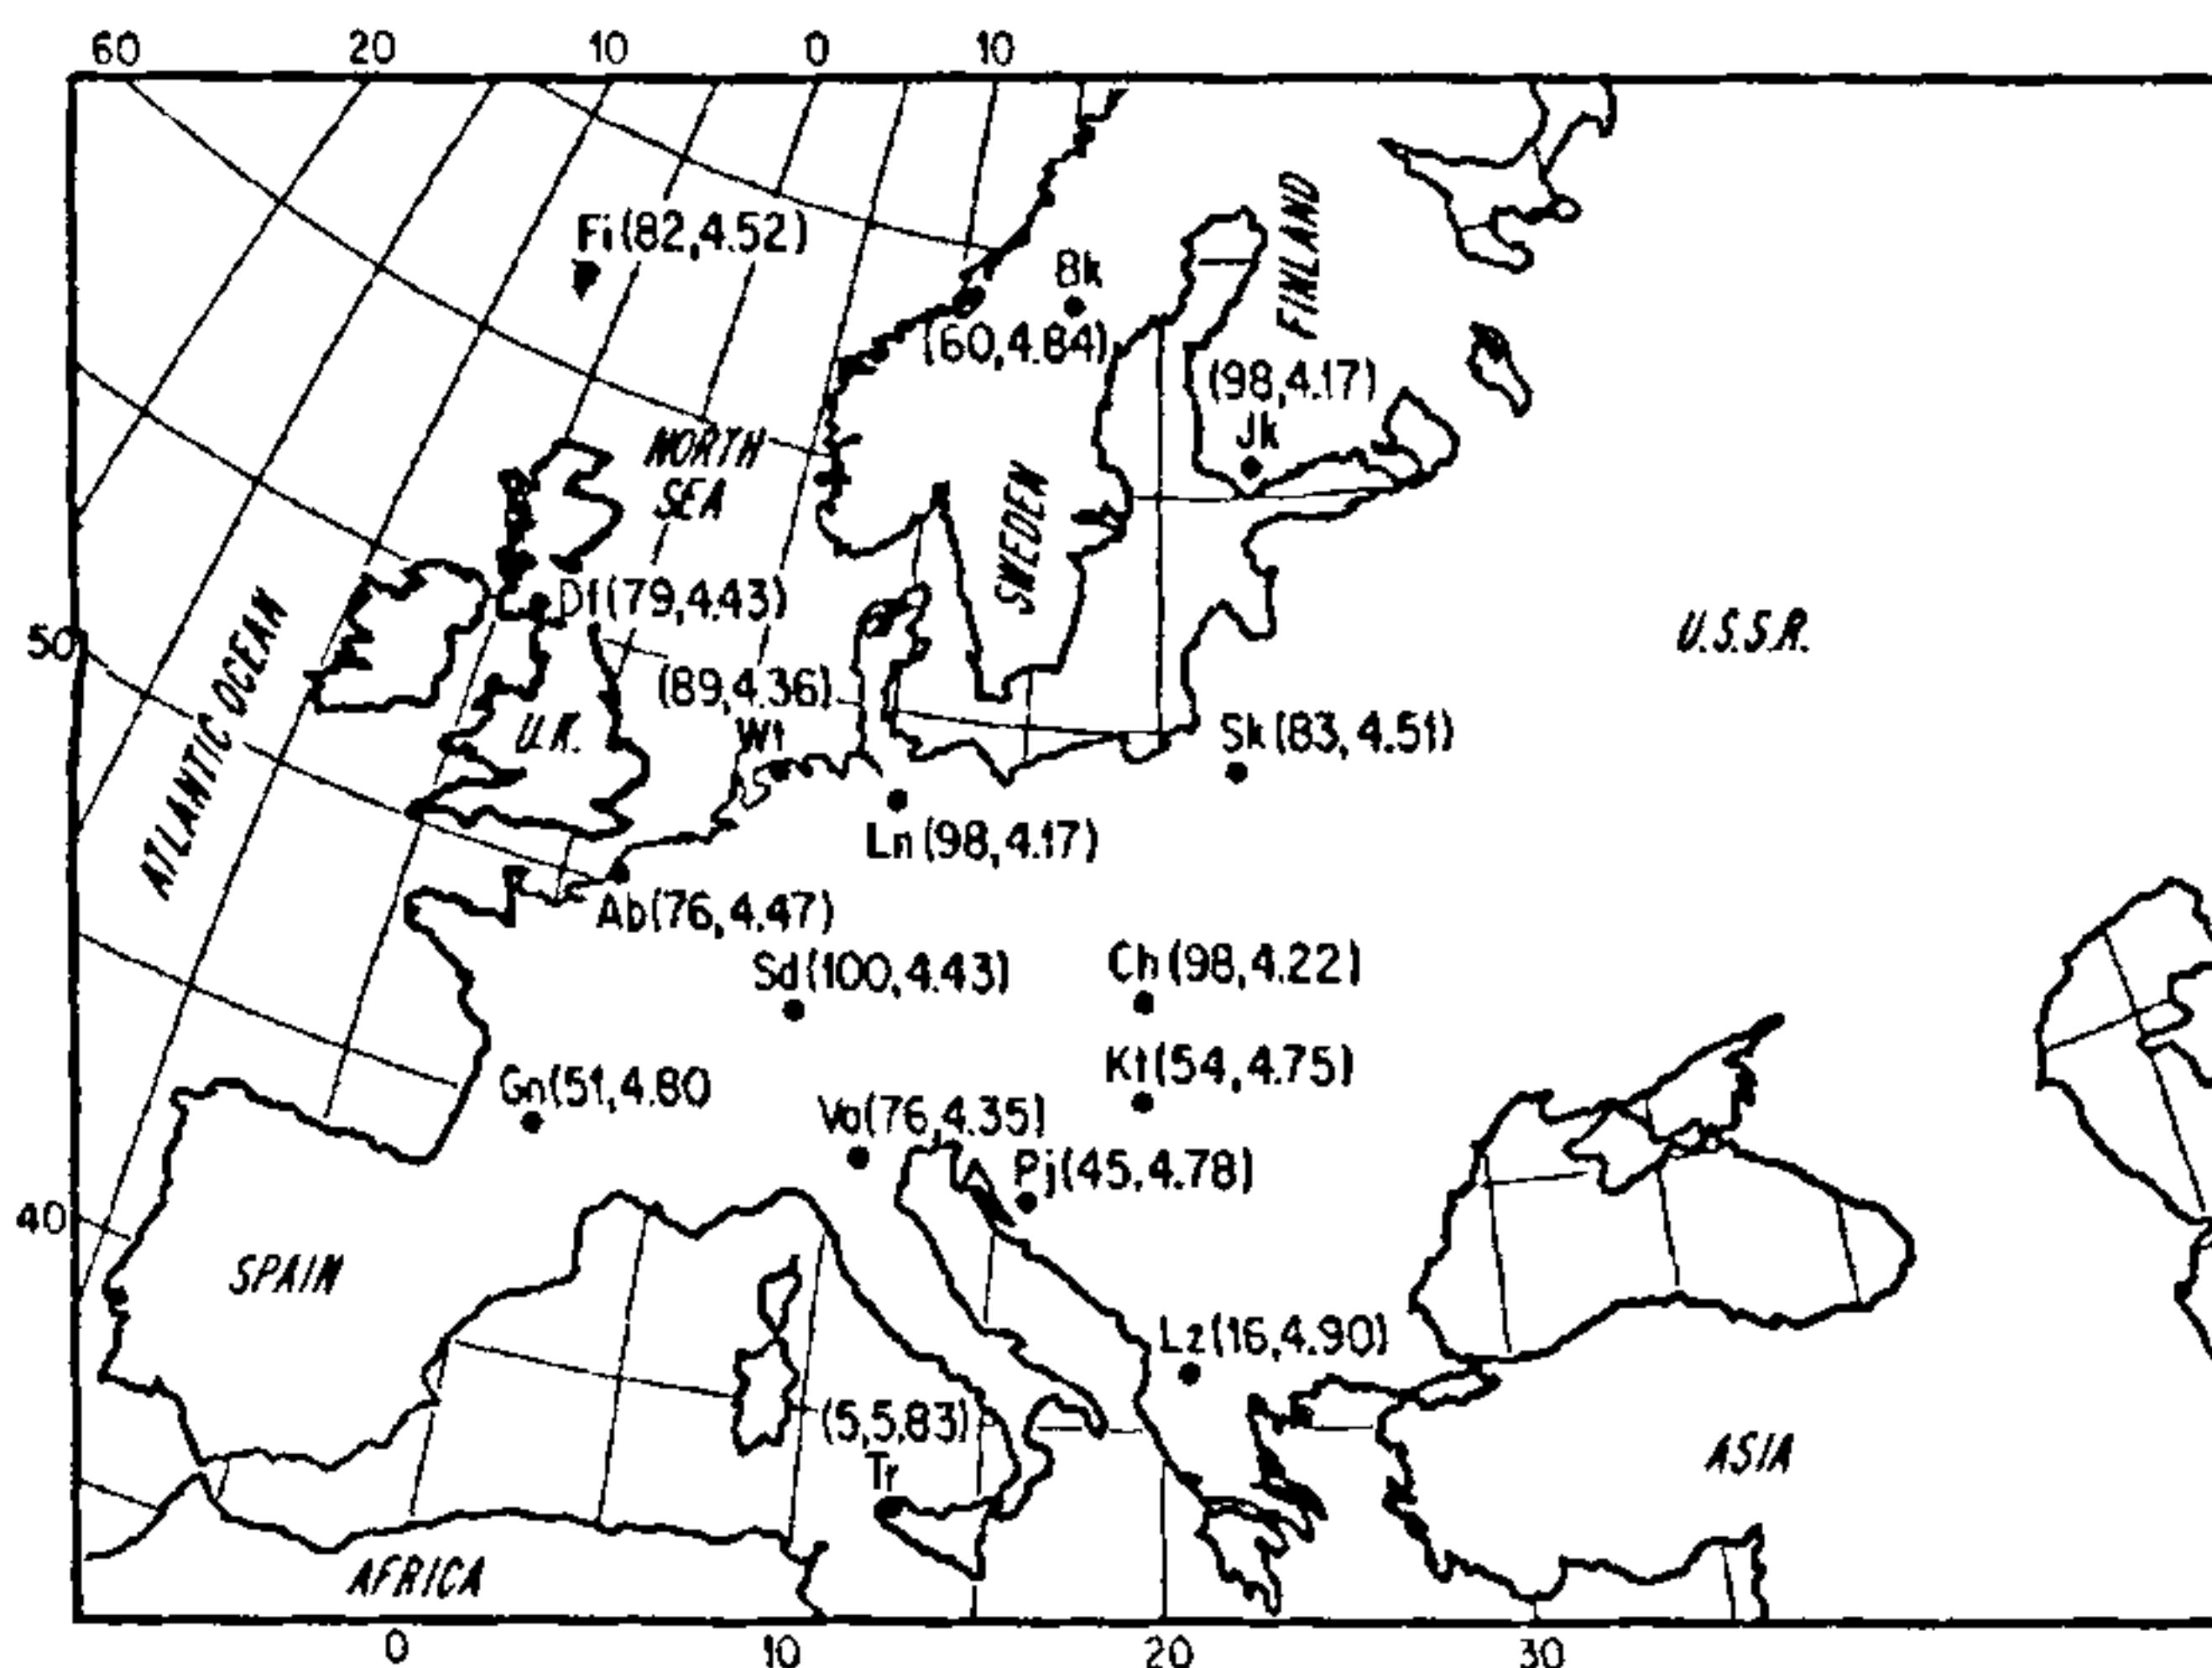 60 20 10 0 10
Fi (82,4.52)
Bk
(60,4.84)
FINLAND
(98,4.17)
Jk
NORTH
SEA
SWEDEN
Df (79,4.43)
50
ATLANTIC OCEAN
U.S.S.R.
(89,4.36)
Wt
U.K.
Sk (83, 4.51)
Ln (98,4.17)
Ab (76,4.47)
Sd (100,4.43)
Ch (98,4.22)
Kt (54,4.75)
Gn (51,4.80
Vo (76,4.35)
Pj (45,4.78)
40
SPAIN
Lz (16,4.90)
(5,5,83)
Tr
ASIA
AFRICA
0 10 20 30